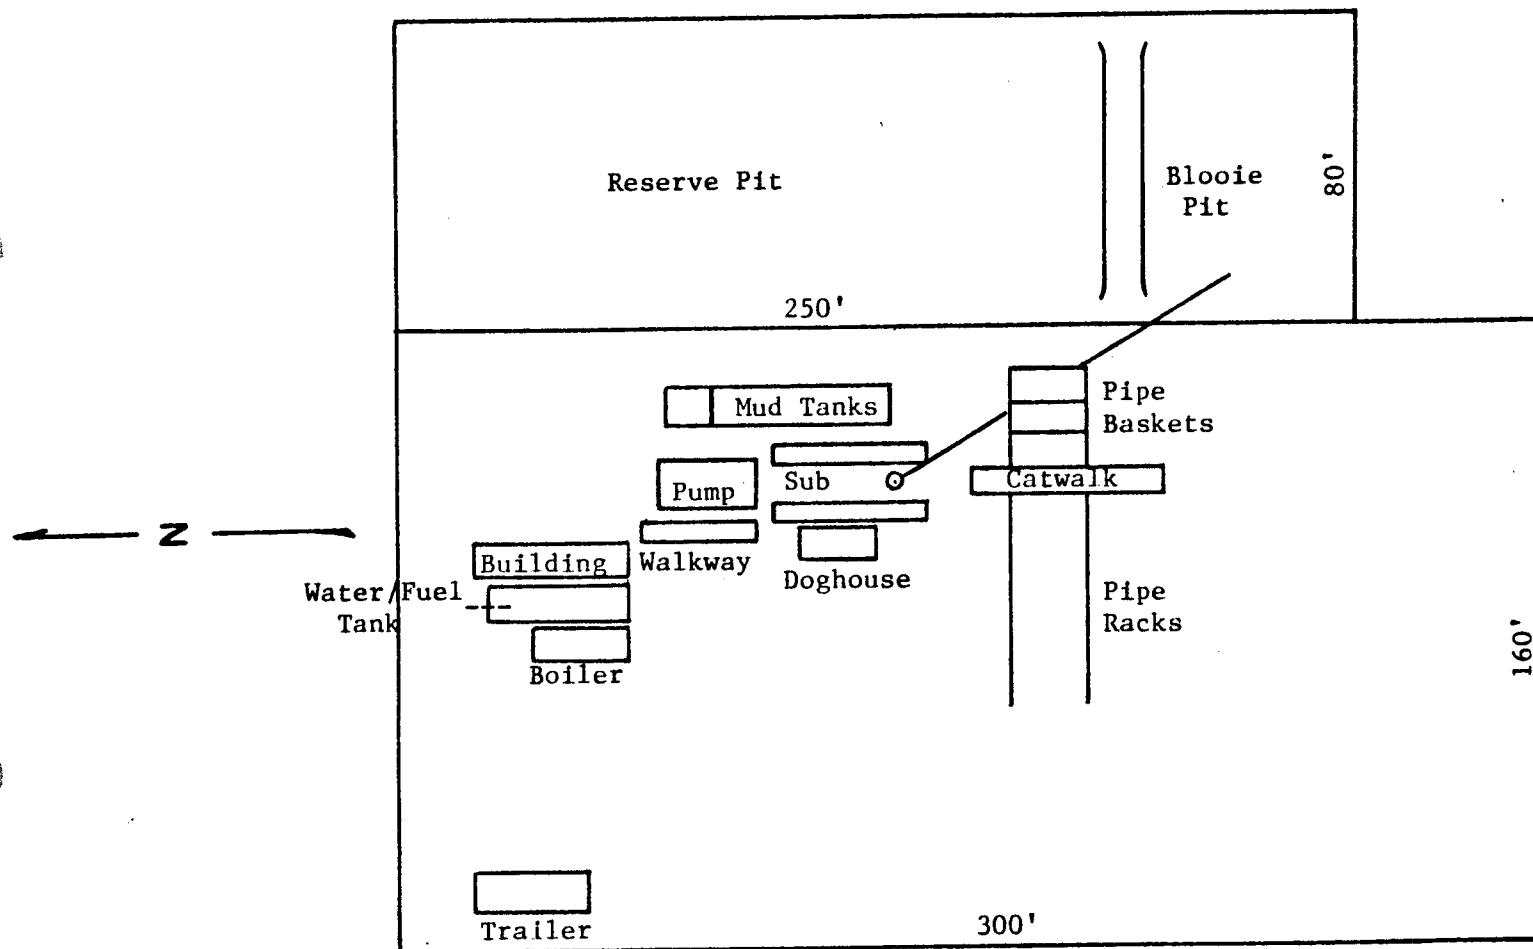 Reserve Pit
Blooie
Pit
80'
250'
Mud Tanks
Pipe
Baskets
Sub
Catwalk
Pump
N
Building
Walkway
Doghouse
Water/Fuel
Tank
Pipe
Racks
Boiler
160'
Trailer
300'